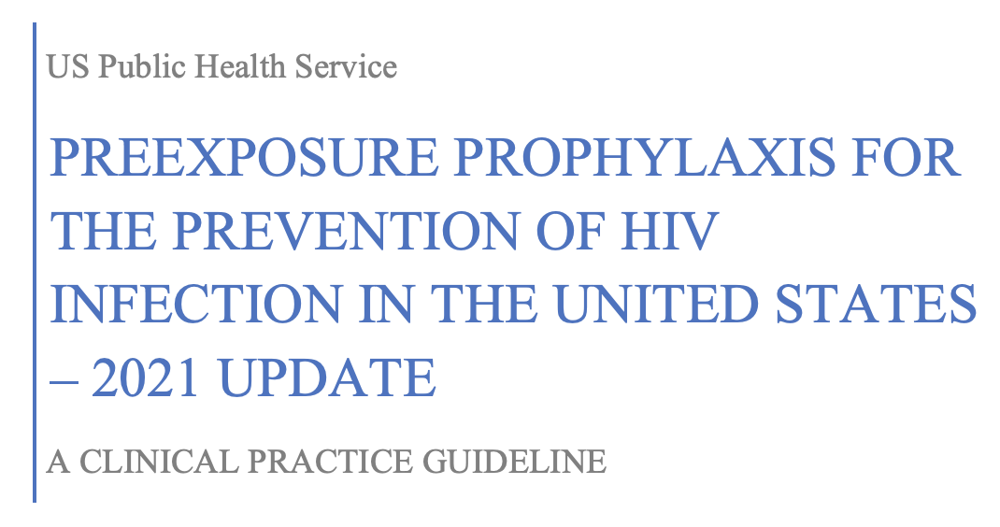 US Public Health Service
PREEXPOSURE PROPHYLAXIS FOR
THE PREVENTION OF HIV
INFECTION IN THE UNITED STATES
– 2021 UPDATE
A CLINICAL PRACTICE GUIDELINE